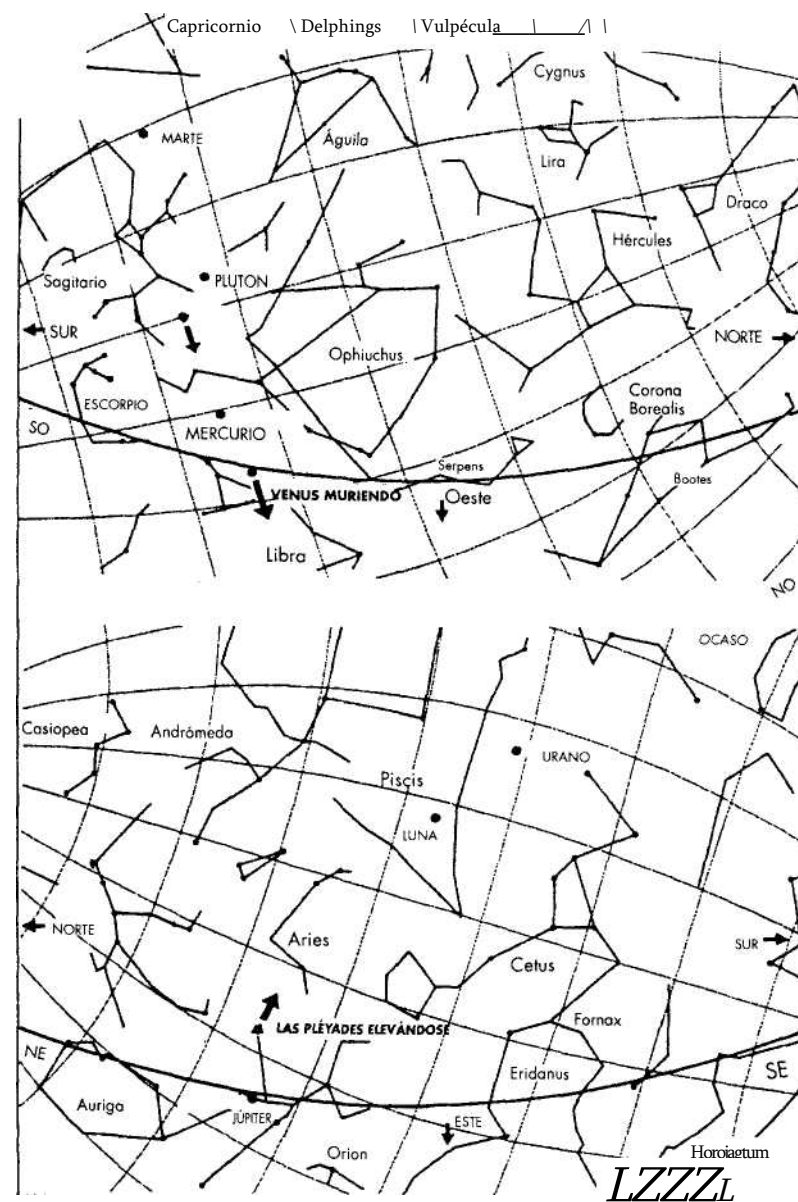 Capricornio \ Delphings \ Vulpécula
Cygnus
MARTE
Águila
Lira
Draco
Hércules
Sagitario
PLUTON
SUR
NORTE
Ophiuchus
ESCORPIO
Corona
Borealis
SO
MERCURIO
Serpens
Bootes
VENUS MURIENDO
Oeste
Libra
NO
OCASO
Casiopea
Andrómeda
URANO
Piscis
LUNA
NORTE
Aries
SUR
Cetus
LAS PLÉYADES ELEVÁNDOSE
Fornax
NE
SE
Eridanus
Auriga
JÚPITER
ESTE
Orion
Horoiagtum
LZZZL